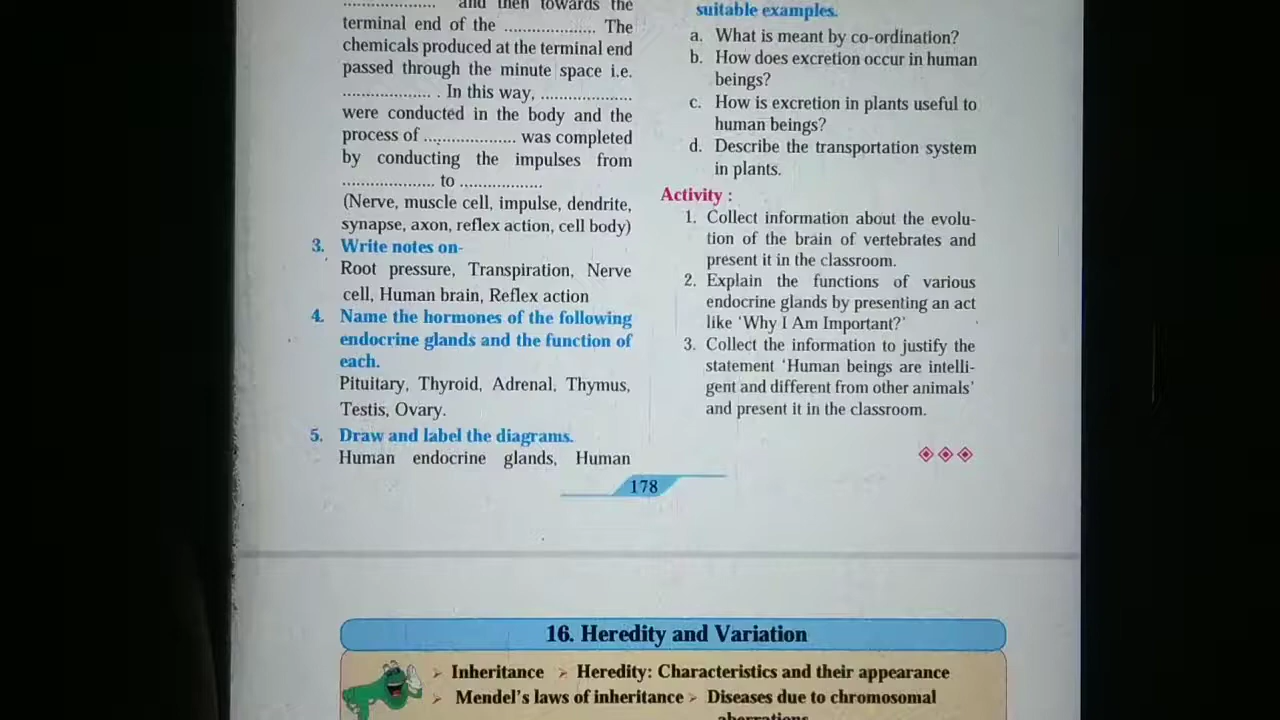 .................. and then towards the
terminal end of the .................... The
chemicals produced at the terminal end
passed through the minute space i.e.
................... . In this way, ....................
were conducted in the body and the
process of .................... was completed
by conducting the impulses from
.................... to ..................
(Nerve, muscle cell, impulse, dendrite,
synapse, axon, reflex action, cell body)
3. Write notes on-
Root pressure, Transpiration, Nerve
cell, Human brain, Reflex action
4. Name the hormones of the following
endocrine glands and the function of
each.
Pituitary, Thyroid, Adrenal, Thymus,
Testis, Ovary.
5. Draw and label the diagrams.
Human endocrine glands, Human
suitable examples.
a. What is meant by co-ordination?
b. How does excretion occur in human
beings?
c. How is excretion in plants useful to
human beings?
d. Describe the transportation system
in plants.
Activity :
1. Collect information about the evolu-
tion of the brain of vertebrates and
present it in the classroom.
2. Explain the functions of various
endocrine glands by presenting an act
like ‘Why I Am Important?’
3. Collect the information to justify the
statement ‘Human beings are intelli-
gent and different from other animals’
and present it in the classroom.
178
16. Heredity and Variation
➢ Inheritance ➢ Heredity: Characteristics and their appearance
➢ Mendel's laws of inheritance ➢ Diseases due to chromosomal
aberrations